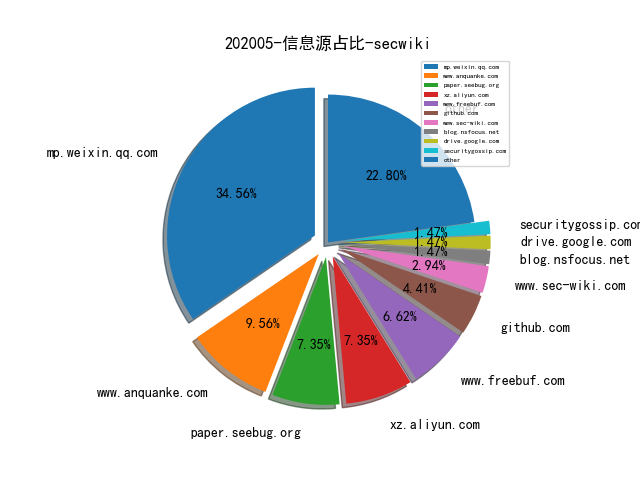 202005-信息源占比-secwiki
mp.weixin.qq.com
www.anquanke.com
paper.seebug.org
xz.aliyun.com
www.freebuf.com
github.com
www.sec-wiki.com
blog.nsfocus.net
drive.google.com
securitygossip.com
other
other
mp.weixin.qq.com
34.56%
22.80%
1.47%
securitygossip.com
1.47%
drive.google.com
1.47%
blog.nsfocus.net
2.94%
www.sec-wiki.com
4.41%
github.com
6.62%
www.freebuf.com
9.56%
7.35%
7.35%
www.anquanke.com
paper.seebug.org
xz.aliyun.com